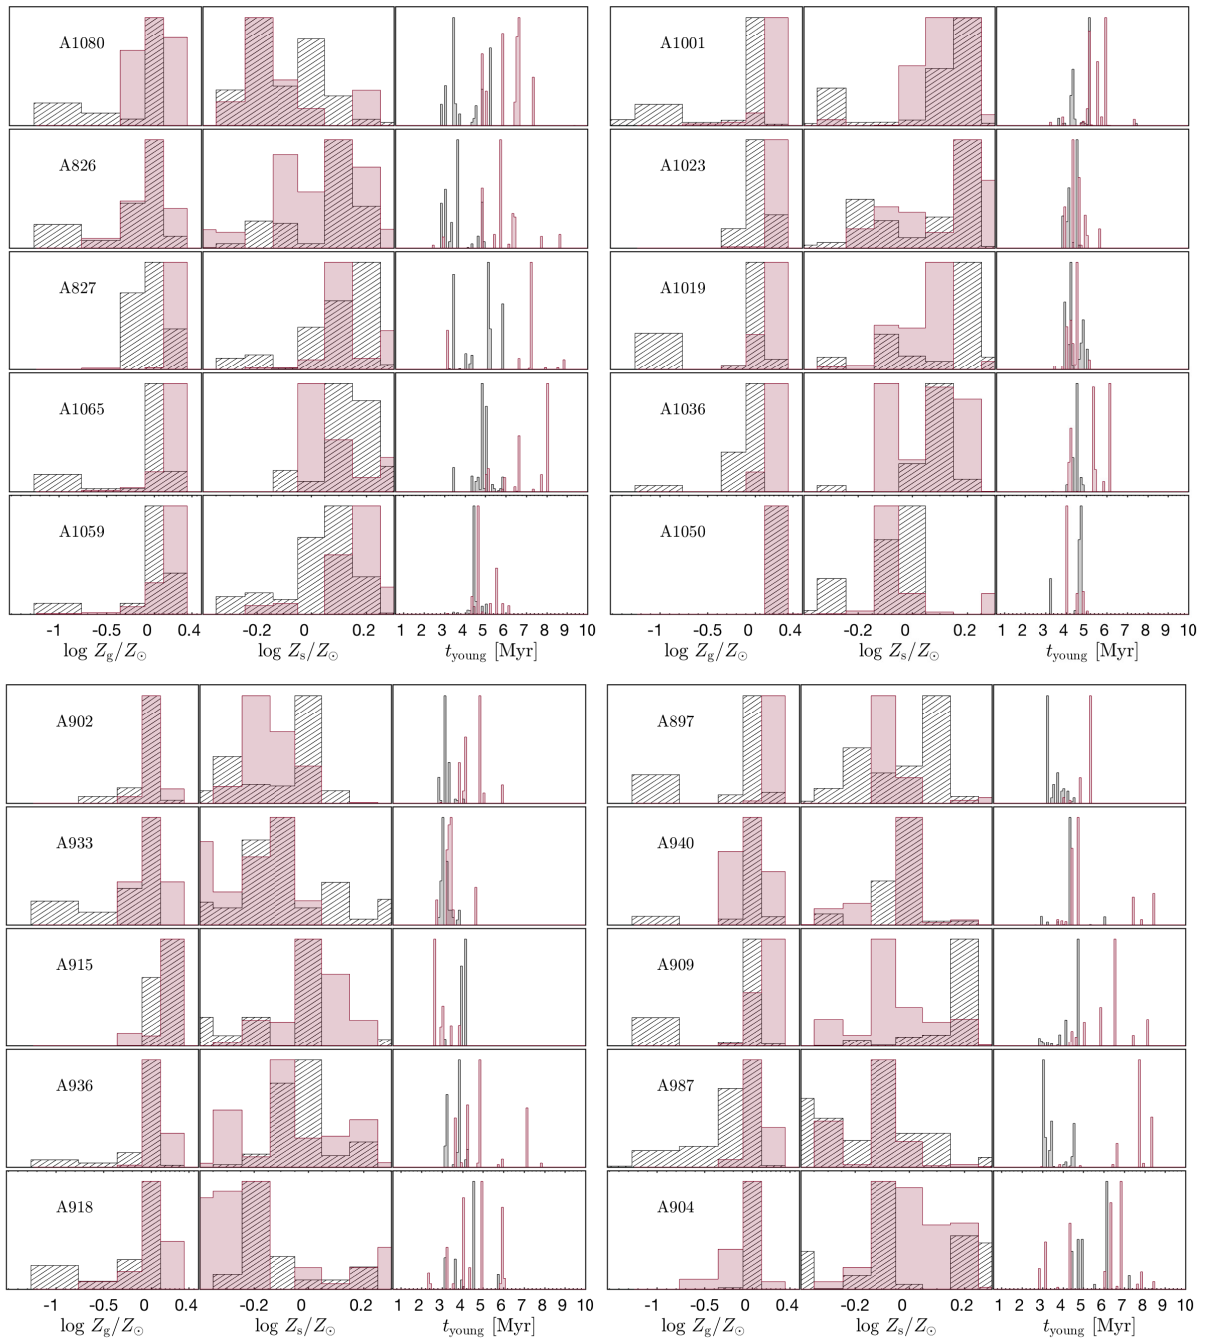 A1080
A826
A827
A1065
A1059
-1 0 0.4 -0.2 0.2 1 2 3 4 5 6 7 8 9 10
log Zg/Z⊙ log Zs/Z⊙ tyoung [Myr]
A1001
A1023
A1019
A1036
A1050
-1 -0.5 0 0.4 -0.2 0 0.2 1 2 3 4 5 6 7 8 9 10
log Zg/Z⊙ log Zs/Z⊙ tyoung [Myr]
A902
A933
A915
A936
A918
-1 -0.5 0 0.4 -0.2 0 0.2 1 2 3 4 5 6 7 8 9 10
log Zg/Z⊙ log Zs/Z⊙ tyoung [Myr]
A897
A940
A909
A987
A904
-1 0 0.4 -0.2 0 0.2 1 2 3 4 5 6 7 8 9 10
log Zg/Z⊙ log Zs/Z⊙ tyoung [Myr]